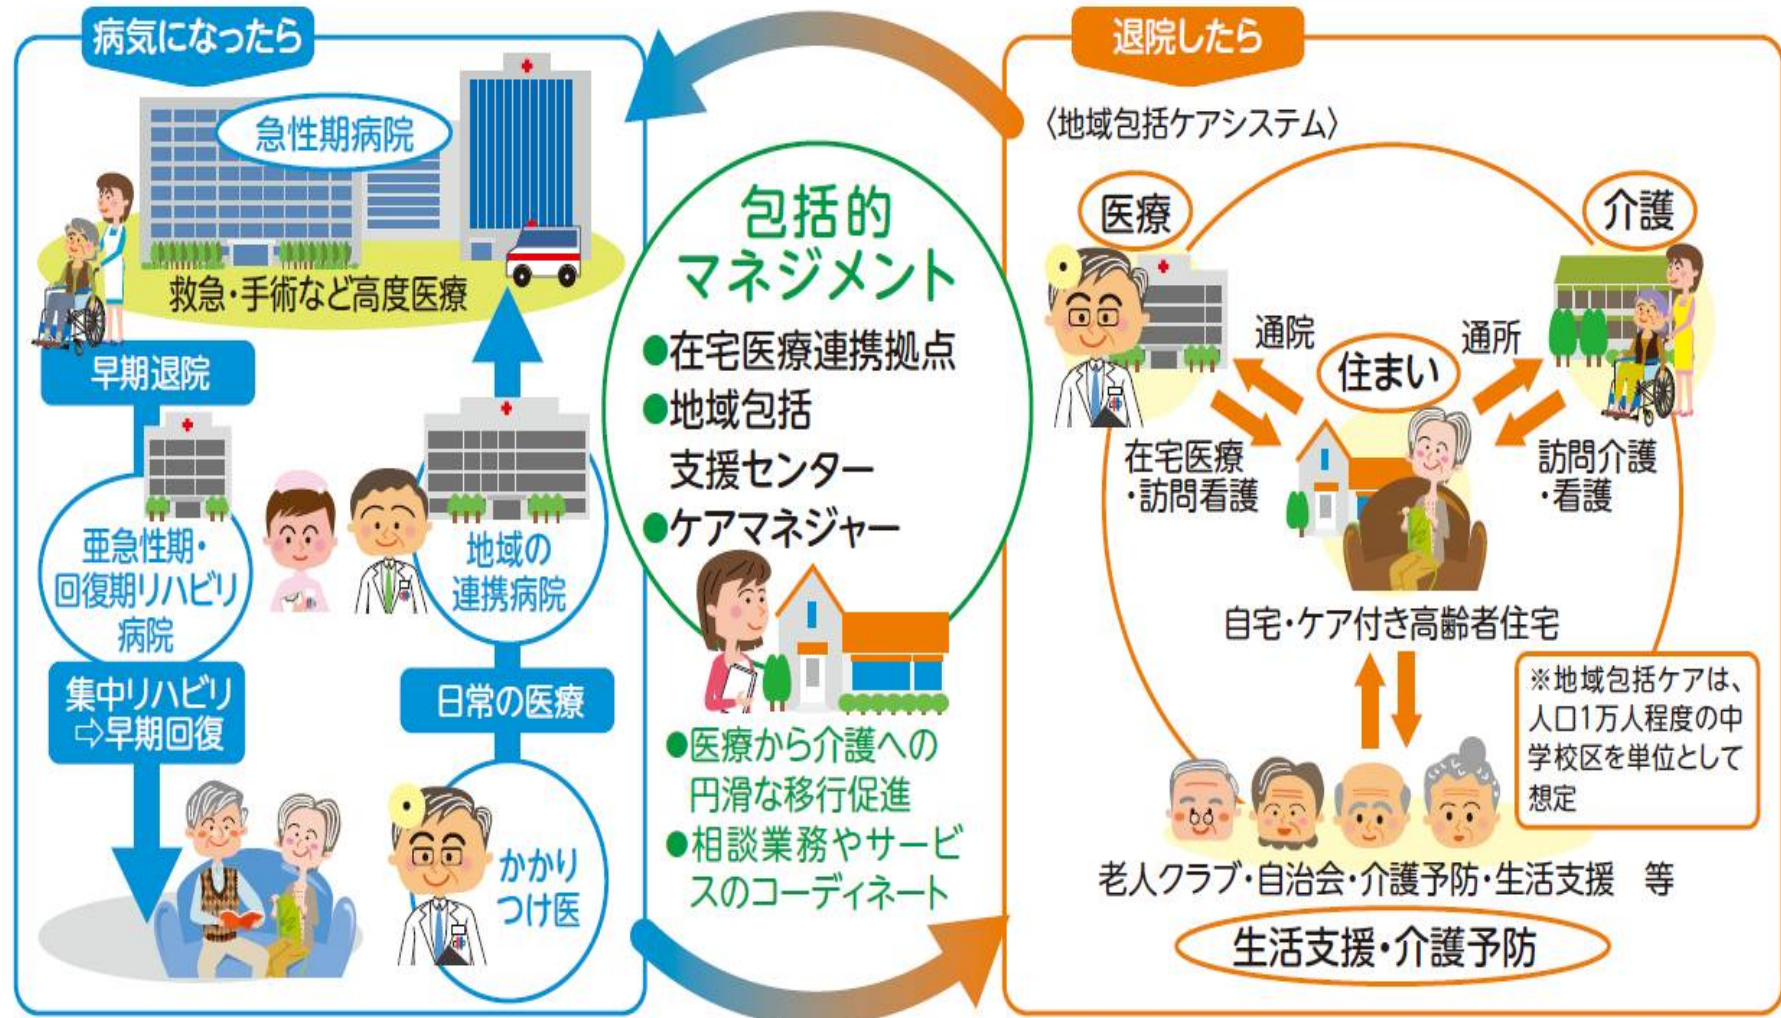 病気になったら
急性期病院
救急・手術など高度医療
早期退院
亜急性期・
回復期リハビリ
病院
集中リハビリ
⇨早期回復
地域の
連携病院
日常の医療
かかり
つけ医
包括的
マネジメント
●在宅医療連携拠点
●地域包括
支援センター
●ケアマネジャー
●医療から介護への
円滑な移行促進
●相談業務やサービ
スのコーディネート
退院したら
〈地域包括ケアシステム〉
医療
介護
通院
住まい
通所
在宅医療
・訪問看護
訪問介護
・看護
自宅・ケア付き高齢者住宅
※地域包括ケアは、
人口1万人程度の中
学校区を単位として
想定
老人クラブ・自治会・介護予防・生活支援　等
生活支援・介護予防